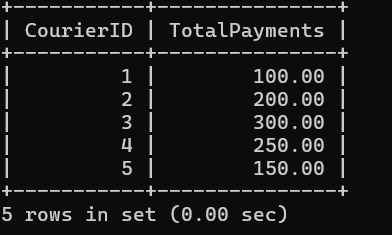 +-----------+---------------+
| CourierID | TotalPayments |
+-----------+---------------+
|         1 |        100.00 |
|         2 |        200.00 |
|         3 |        300.00 |
|         4 |        250.00 |
|         5 |        150.00 |
+-----------+---------------+
5 rows in set (0.00 sec)